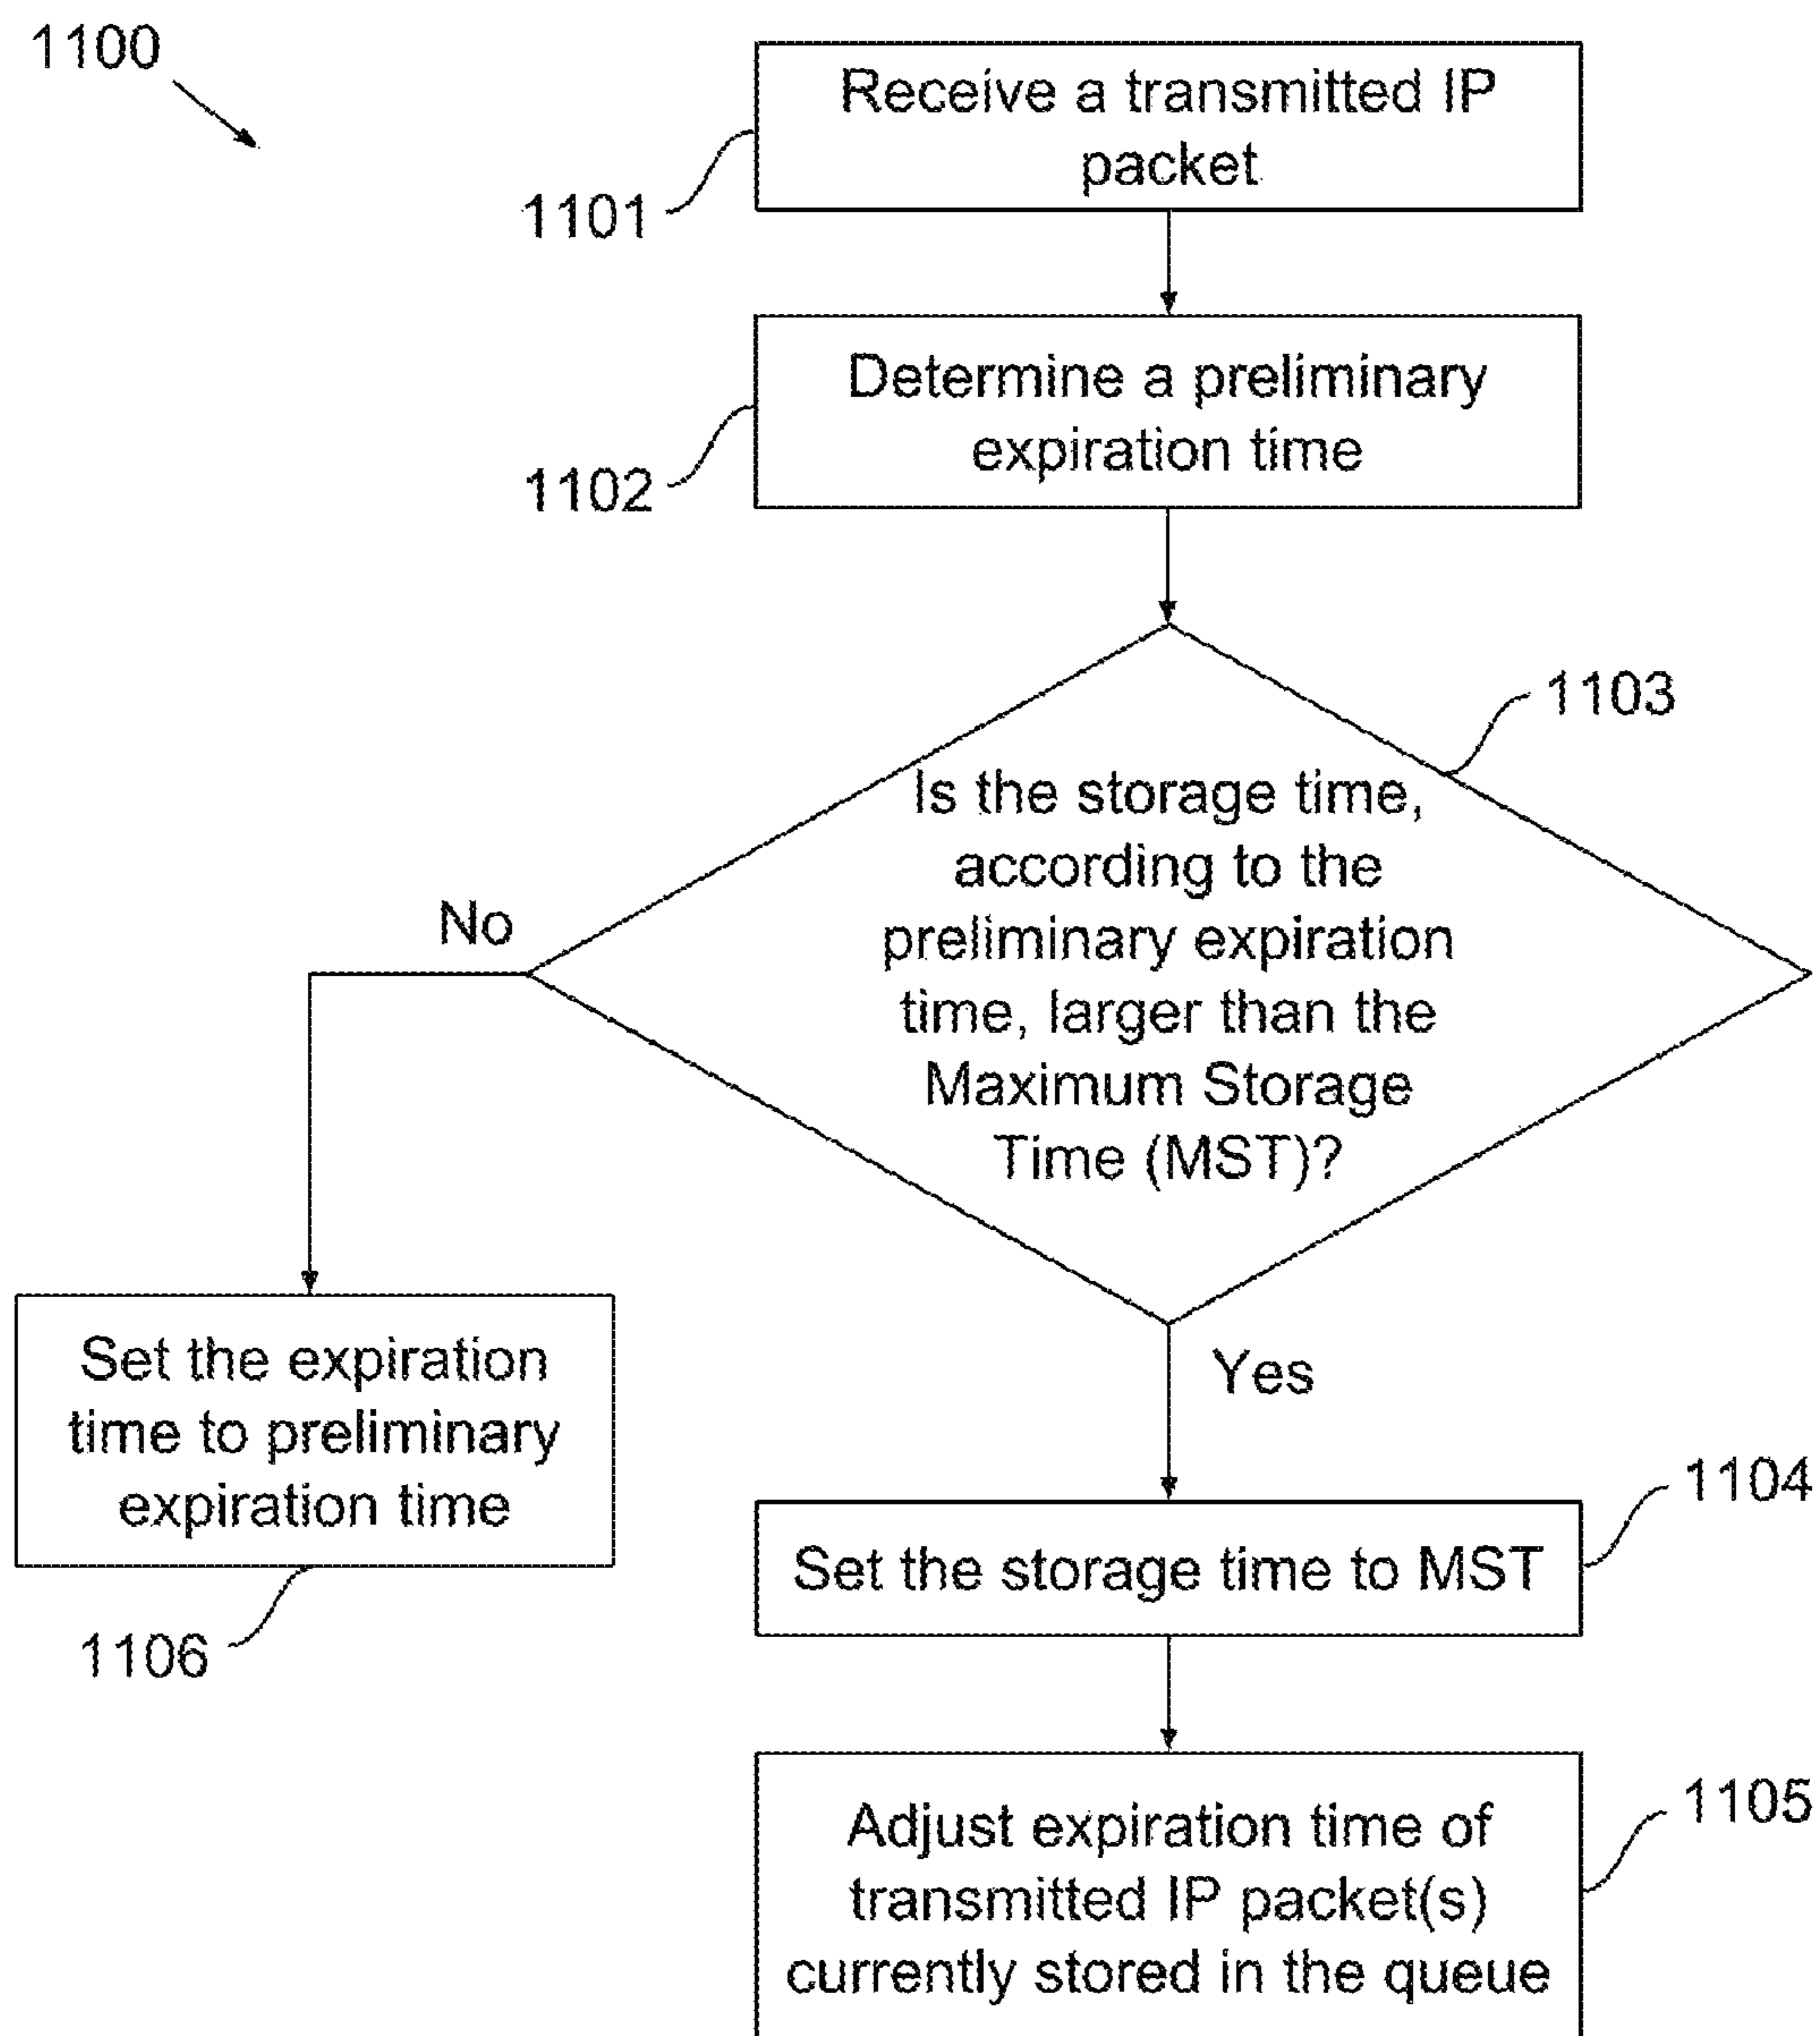 1100
Receive a transmitted IP
packet
1101
Determine a preliminary
expiration time
1102
1103
Is the storage time,
according to the
preliminary expiration
time, larger than the
Maximum Storage
Time (MST)?
No
Yes
Set the expiration
time to preliminary
expiration time
1106
1104
Set the storage time to MST
1105
Adjust expiration time of
transmitted IP packet(s)
currently stored in the queue